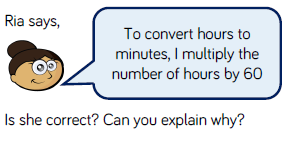 Ria says,
To convert hours to
minutes, I multiply the
number of hours by 60
Is she correct? Can you explain why?